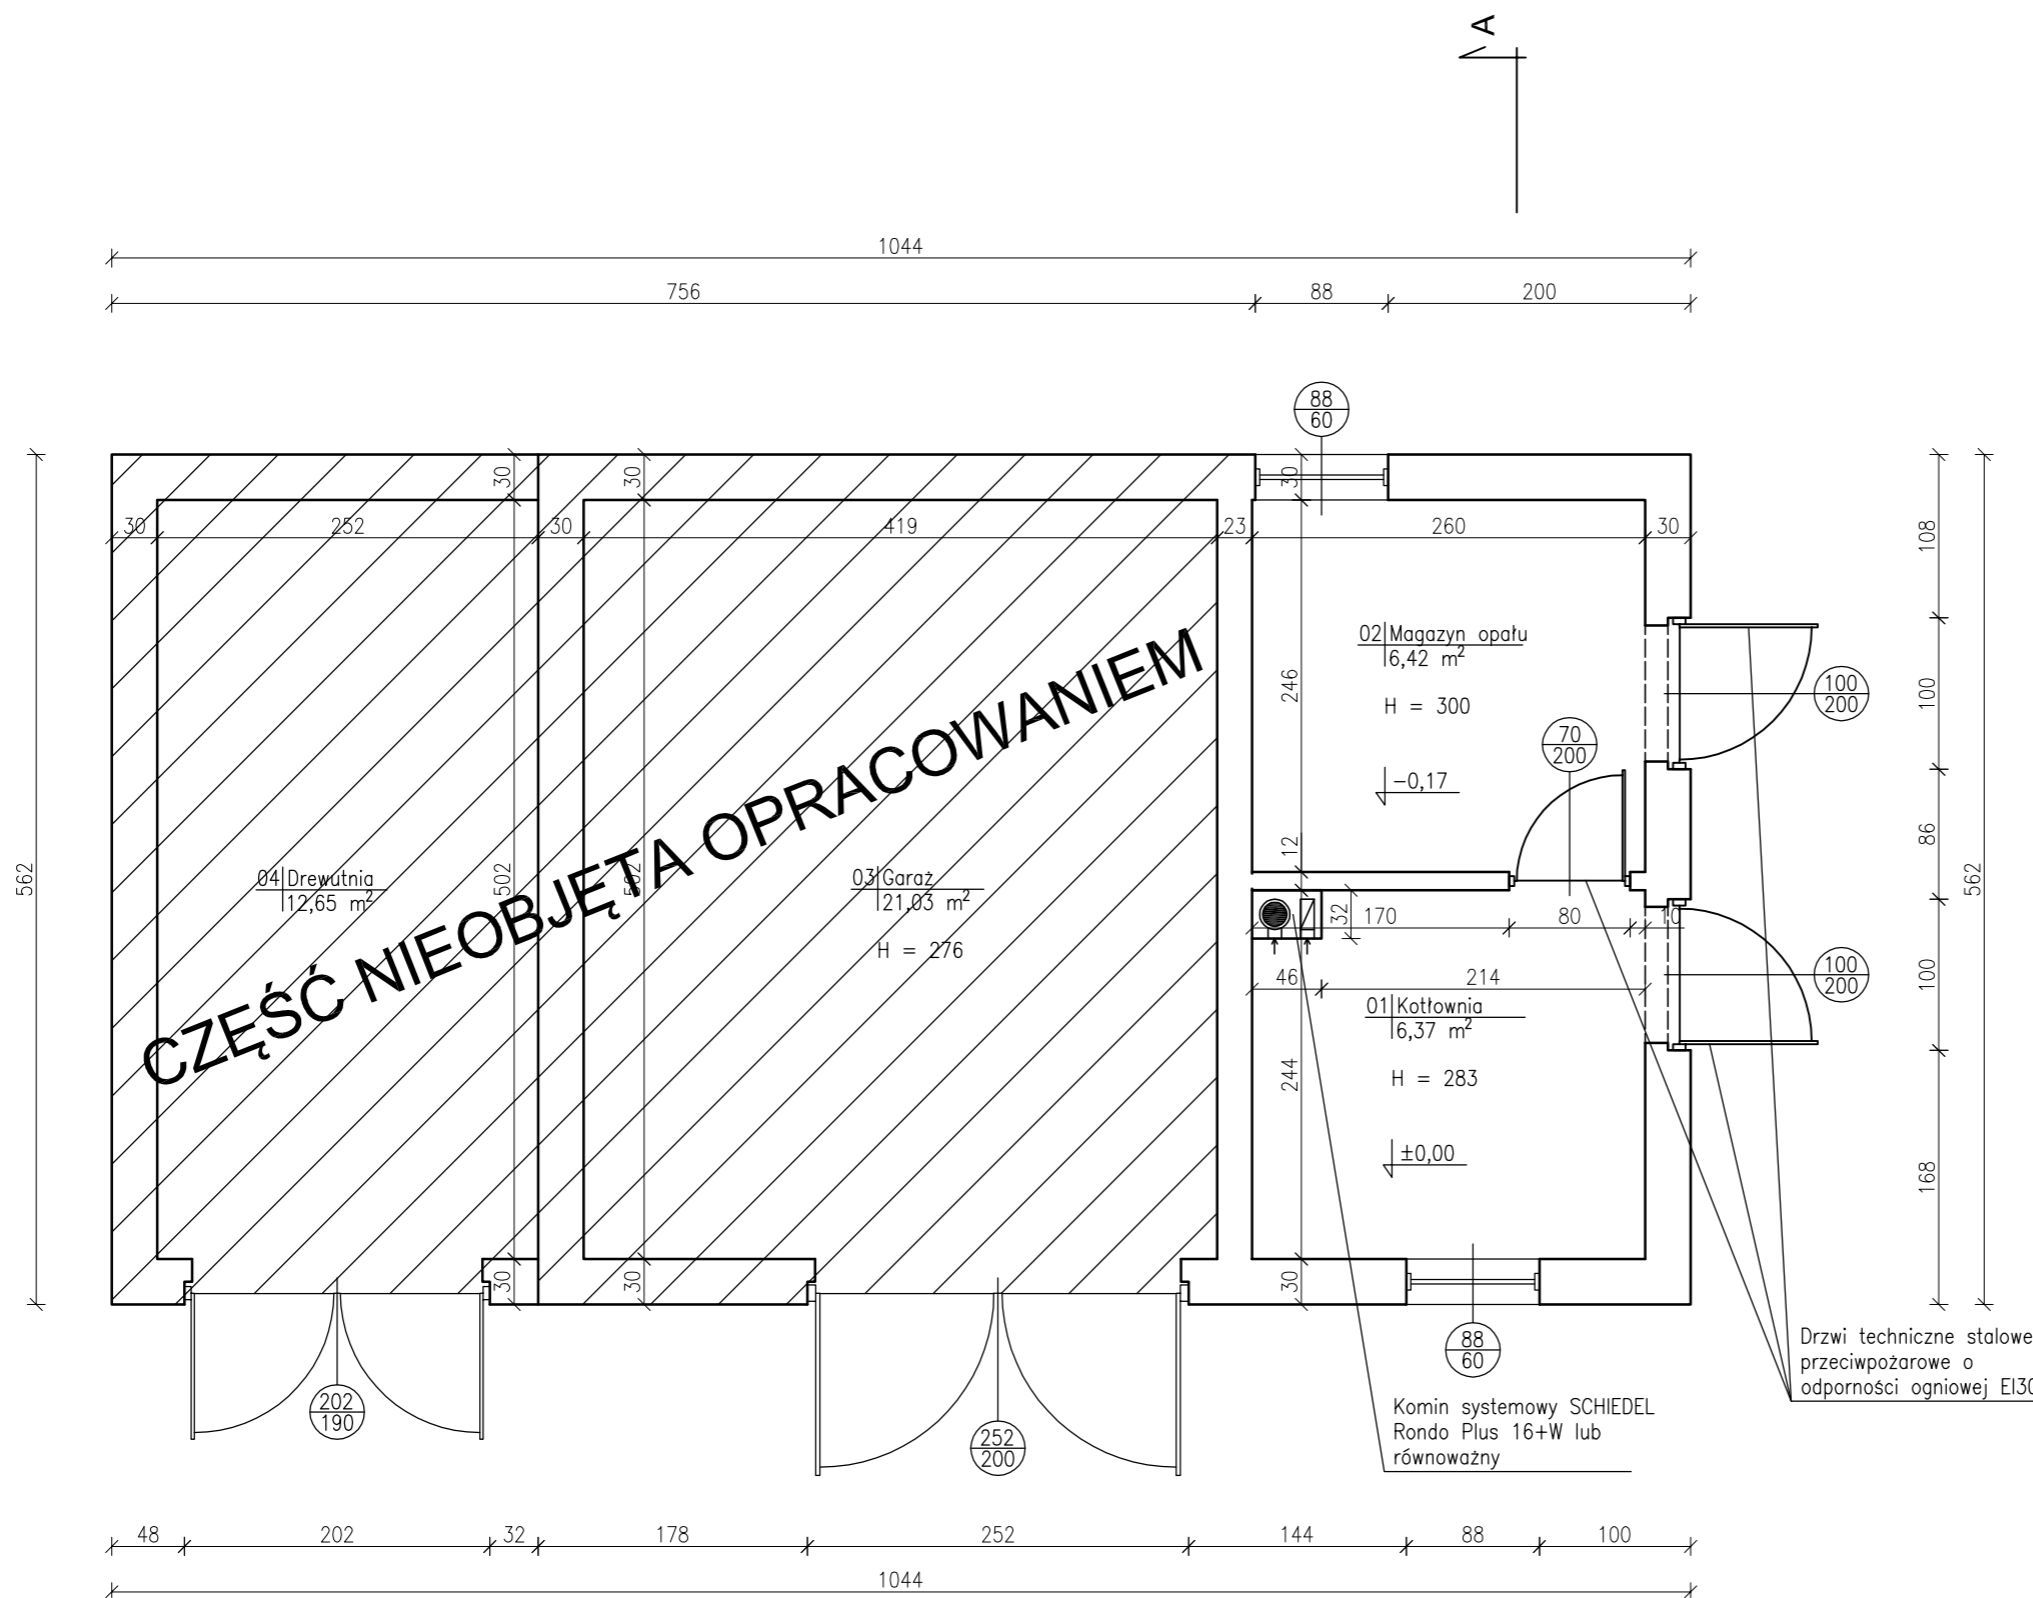 A
1044
756 88 200
88
60
30 30 30
30 252 30 419 23 260 30
562
562
108
100
86
100
168
02 Magazyn opału
6,42 m²
H = 300
-0,17
246
12
70
200
100
200
100
200
04 Drewutnia
12,65 m²
502
502
03 Garaż
21,03 m²
H = 276
CZĘŚĆ NIEOBJĘTA OPRACOWANIEM
32 170 80 10
46 214
01 Kotłownia
6,37 m²
H = 283
±0,00
244
30 30 30
202
190
252
200
88
60
Drzwi techniczne stalowe
przeciwpożarowe o
odporności ogniowej EI30
Komin systemowy SCHIEDEL
Rondo Plus 16+W lub
równoważny
48 202 32 178 252 144 88 100
1044